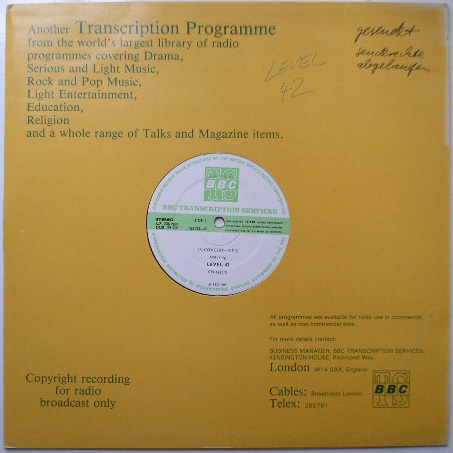 Another Transcription Programme
from the world's largest library of radio
programmes covering Drama,
Serious and Light Music,
Rock and Pop Music,
Light Entertainment,
Education,
Religion
and a whole range of Talks and Magazine items.
gesendet
Senderechte
abgelaufen
LEVEL
42
BBC
BBC TRANSCRIPTION SERVICES
STEREO
LEVEL 42
All programmes are available for radio use in commercial
as well as non-commercial time.
For more details contact:
BUSINESS MANAGER, BBC TRANSCRIPTION SERVICES,
KENSINGTON HOUSE, Richmond Way,
London W14 0AX, England
Cables: Broadcasts London
Telex: 265781
BBC
TS
Copyright recording
for radio
broadcast only